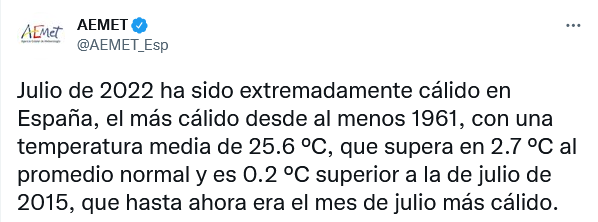 AEMet
AEMET
@AEMET_Esp
Julio de 2022 ha sido extremadamente cálido en
España, el más cálido desde al menos 1961, con una
temperatura media de 25.6 ºC, que supera en 2.7 ºC al
promedio normal y es 0.2 ºC superior a la de julio de
2015, que hasta ahora era el mes de julio más cálido.